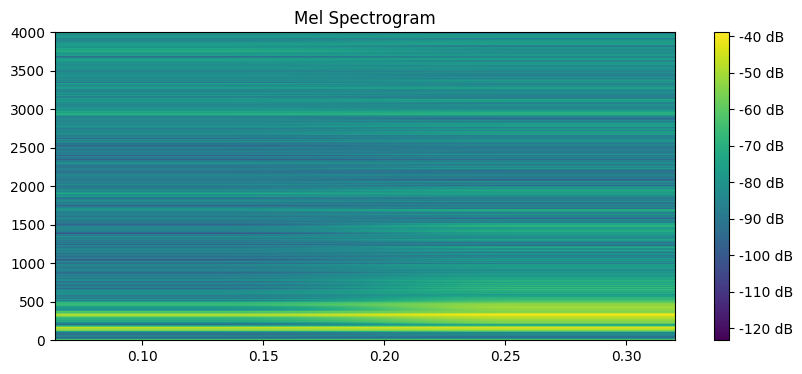 Mel Spectrogram
4000
3500
3000
2500
2000
1500
1000
500
0
0.10
0.15
0.20
0.25
0.30
-40 dB
-50 dB
-60 dB
-70 dB
-80 dB
-90 dB
-100 dB
-110 dB
-120 dB